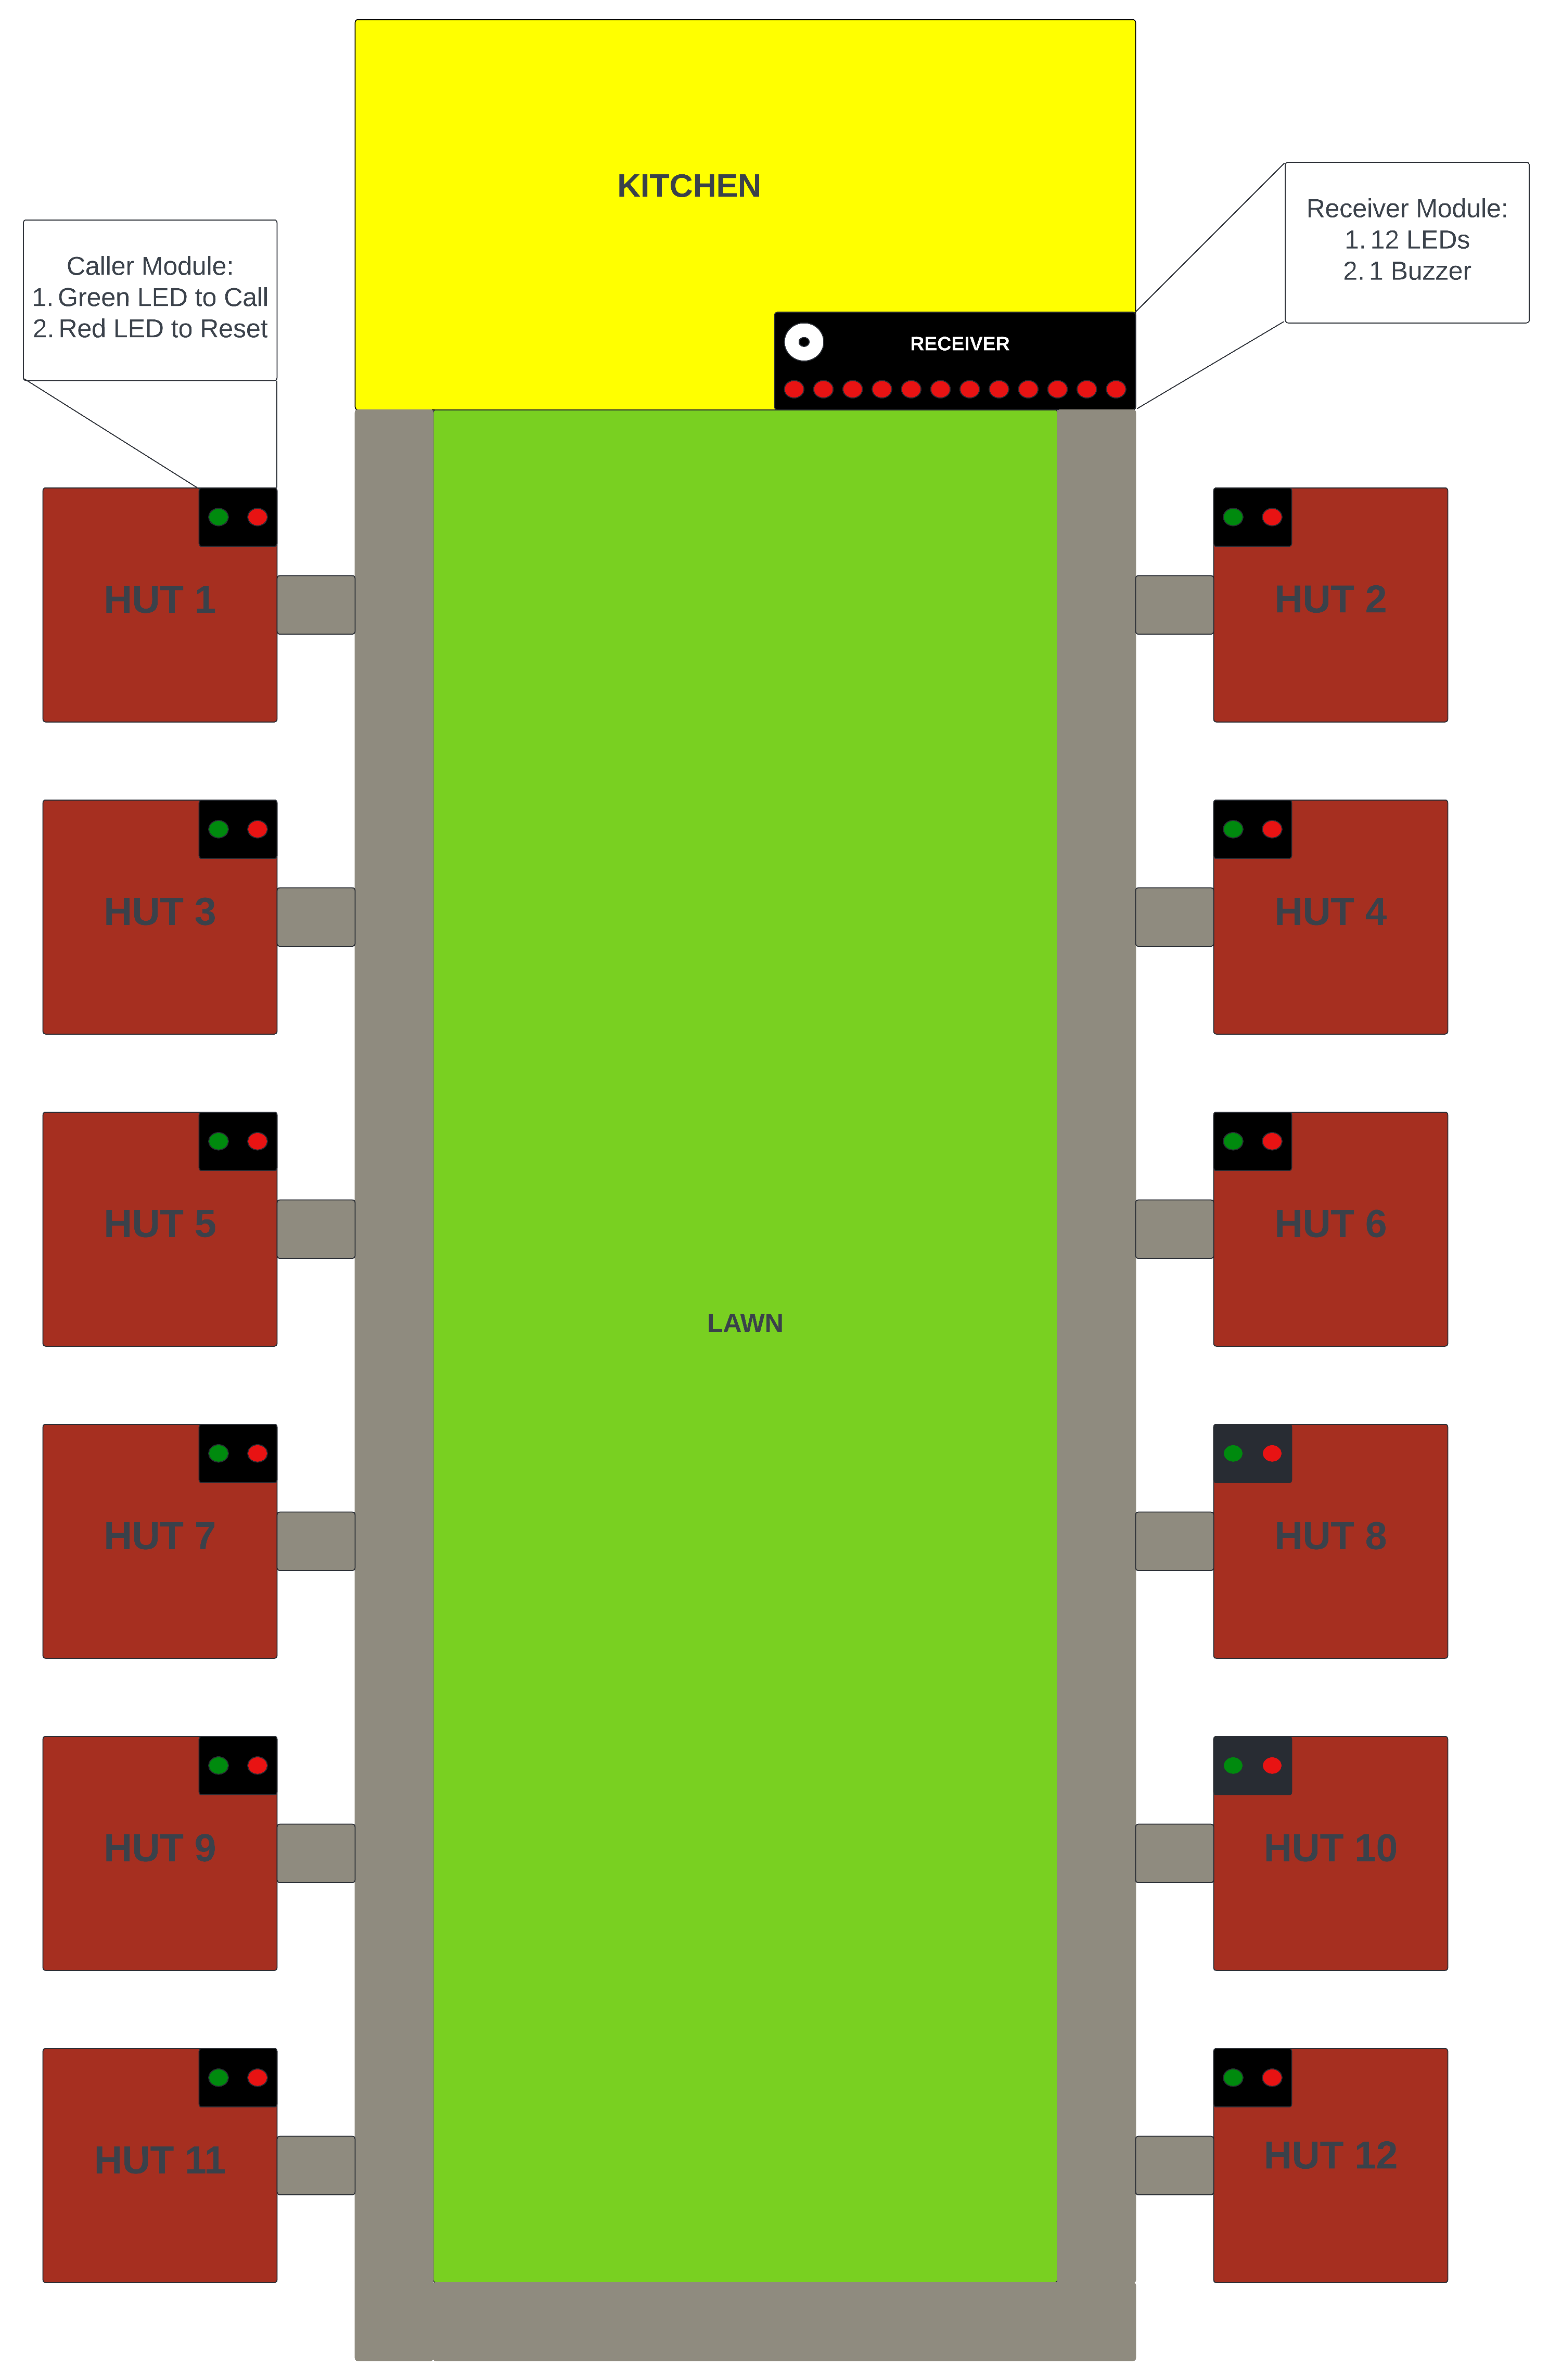 KITCHEN
Receiver Module:
1. 12 LEDs
2. 1 Buzzer
Caller Module:
1. Green LED to Call
2. Red LED to Reset
RECEIVER
HUT 1
HUT 2
HUT 3
HUT 4
HUT 5
HUT 6
LAWN
HUT 7
HUT 8
HUT 9
HUT 10
HUT 11
HUT 12